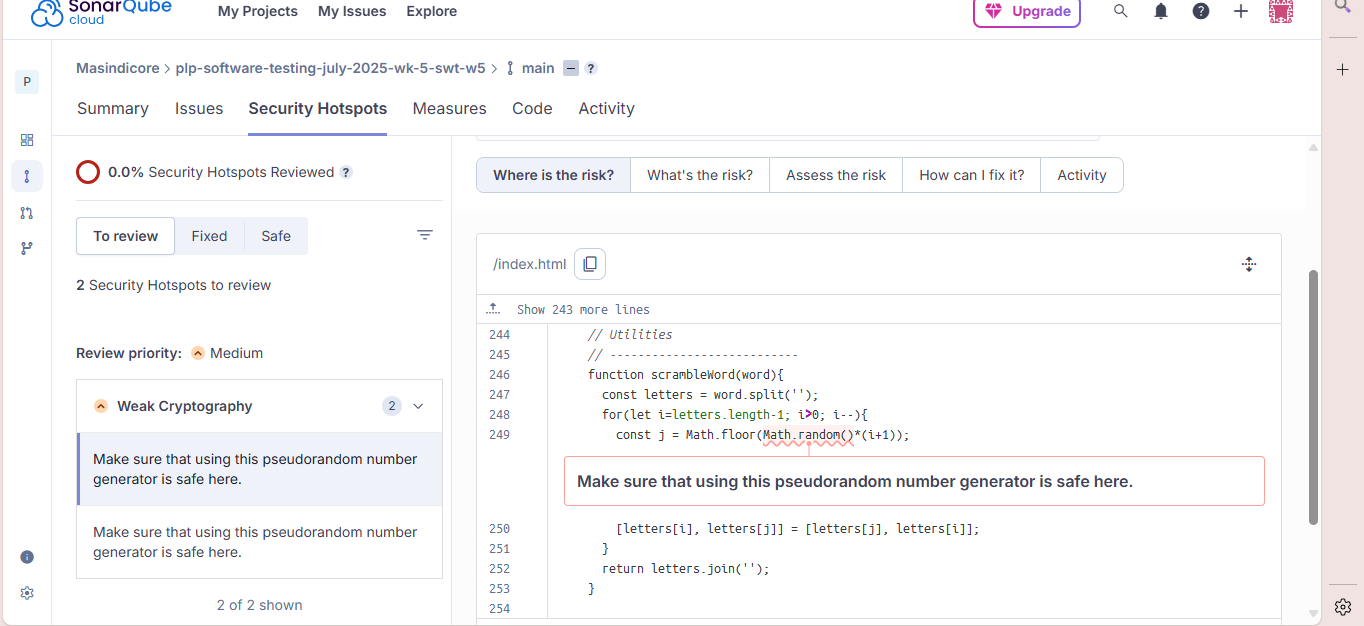 SonarQube
cloud
My Projects My Issues Explore
Upgrade
Masindicore > plp-software-testing-july-2025-wk-5-swt-w5 > main ?
P
Summary Issues Security Hotspots Measures Code Activity
0.0% Security Hotspots Reviewed ?
To review Fixed Safe
2 Security Hotspots to review
Review priority: Medium
Weak Cryptography 2
Make sure that using this pseudorandom number
generator is safe here.
Make sure that using this pseudorandom number
generator is safe here.
2 of 2 shown
Where is the risk? What's the risk? Assess the risk How can I fix it? Activity
/index.html
Show 243 more lines
244 // Utilities
245 // ---------------------------
246 function scrambleWord(word){
247 const letters = word.split('');
248 for(let i=letters.length-1; i>0; i--){
249 const j = Math.floor(Math.random()*(i+1));
Make sure that using this pseudorandom number generator is safe here.
250 [letters[i], letters[j]] = [letters[j], letters[i]];
251 }
252 return letters.join('');
253 }
254